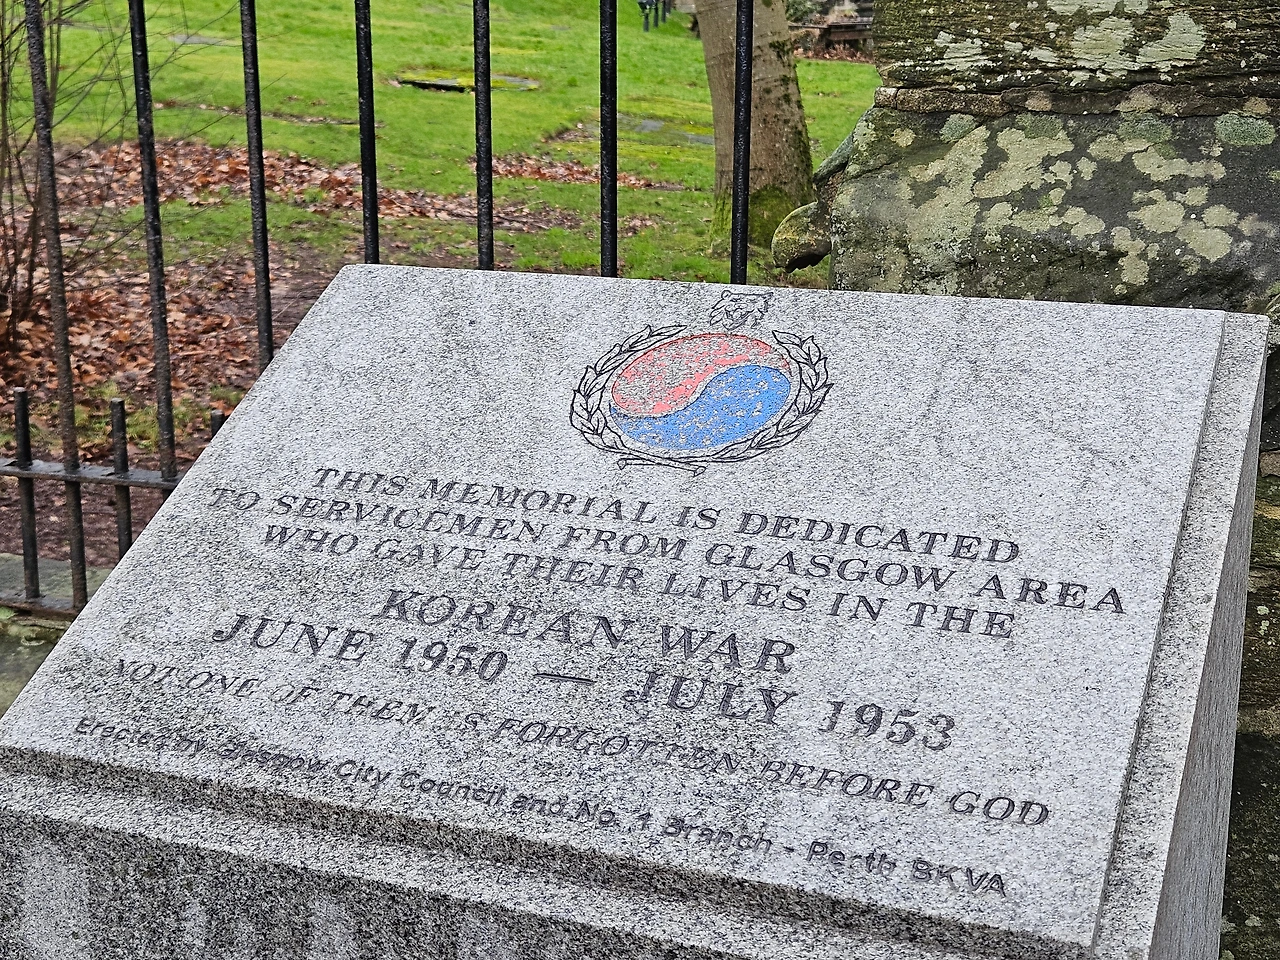 THIS MEMORIAL IS DEDICATED
TO SERVICEMEN FROM GLASGOW AREA
WHO GAVE THEIR LIVES IN THE
KOREAN WAR
JUNE 1950 — JULY 1953
NOT ONE OF THEM IS FORGOTTEN BEFORE GOD
Erected by Glasgow City Council and No. 4 Branch - Perth BKVA